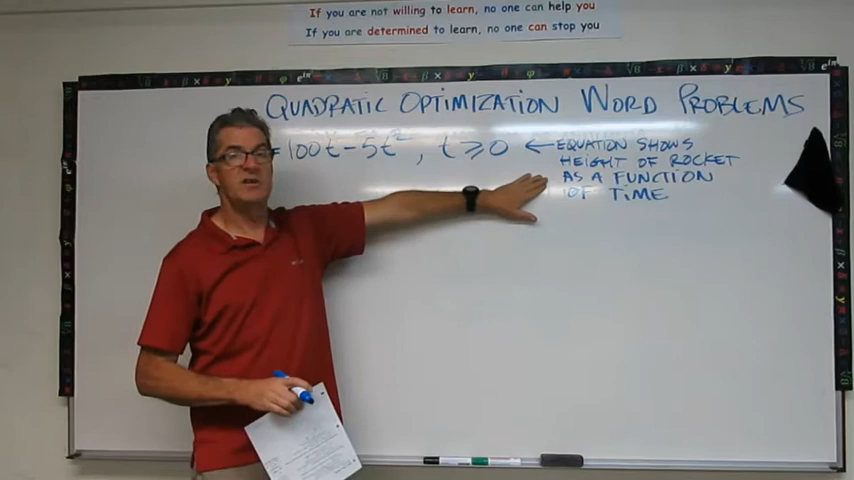 If you are not willing to learn, no one can help you
If you are determined to learn, no one can stop you
QUADRATIC OPTIMIZATION WORD PROBLEMS
=100t-5t², t≥0 ← EQUATION SHOWS
HEIGHT OF ROCKET
AS A FUNCTION
OF TIME